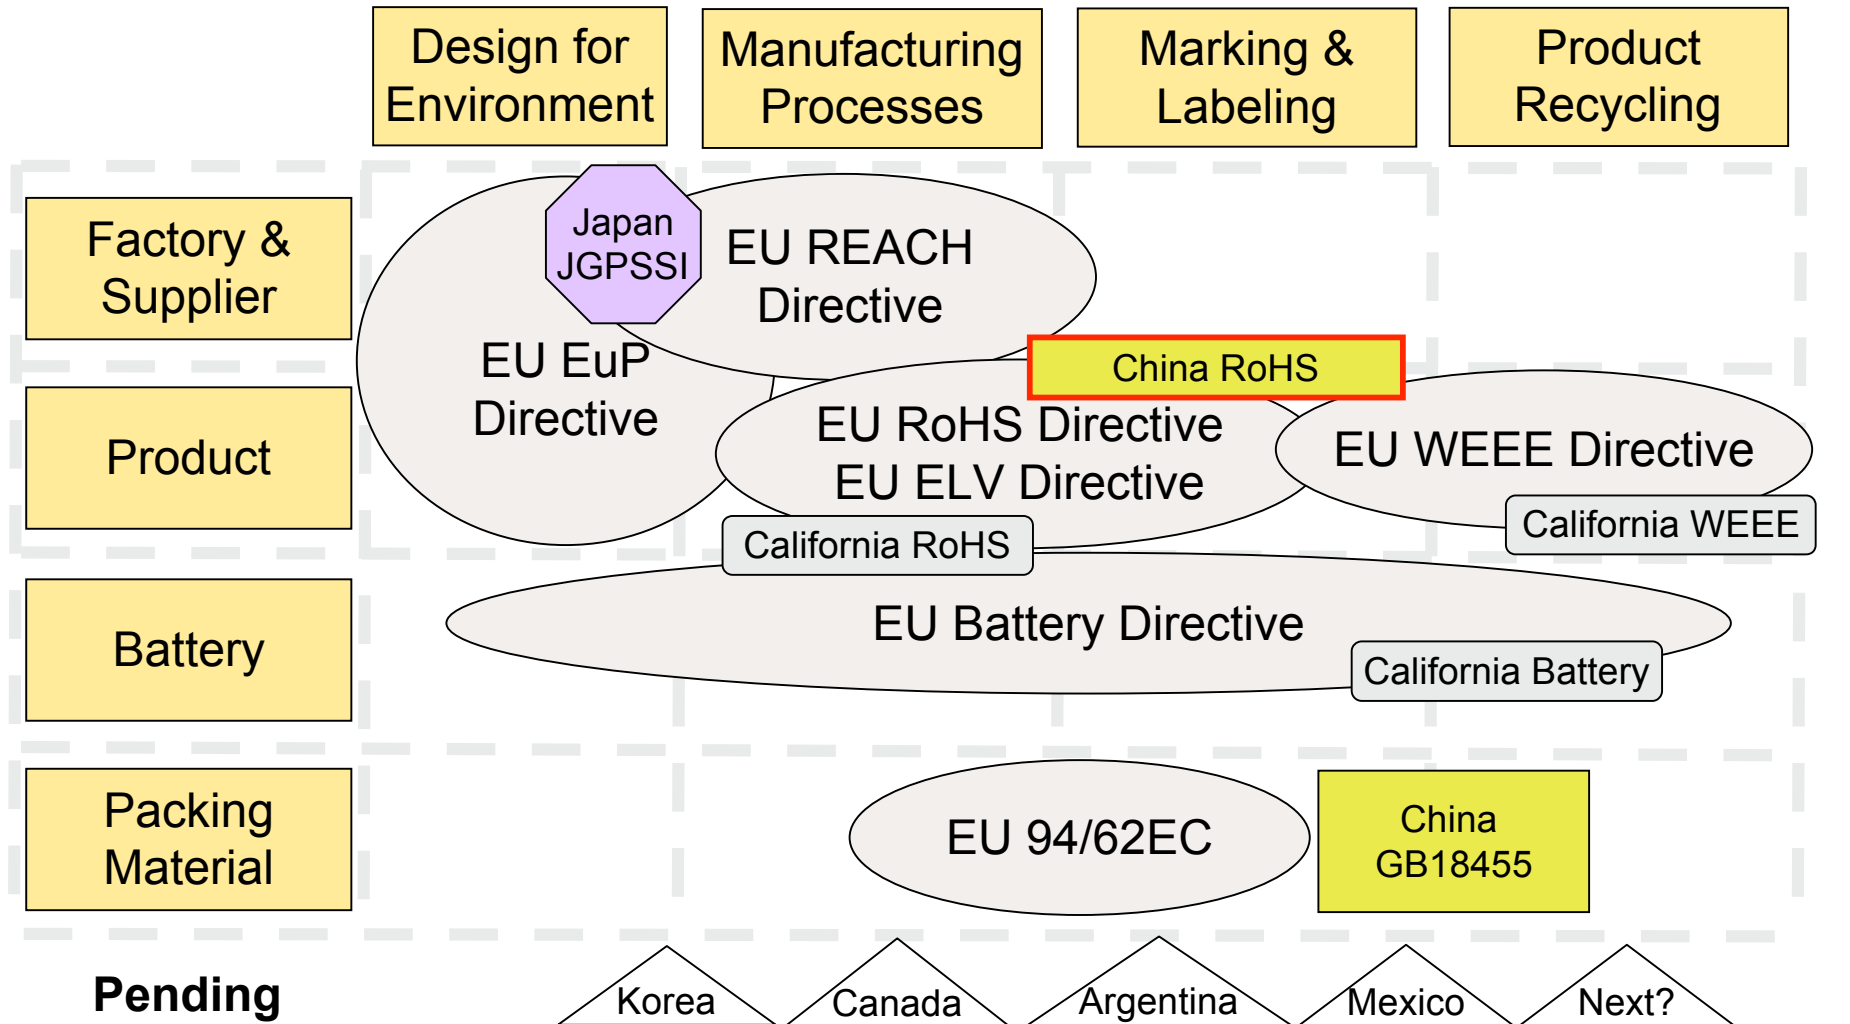 Design for
Environment
Manufacturing
Processes
Marking &
Labeling
Product
Recycling
Factory &
Supplier
Japan
JGPSSI
EU REACH
Directive
EU EuP
Directive
China RoHS
Product
EU RoHS Directive
EU ELV Directive
EU WEEE Directive
California RoHS
California WEEE
Battery
EU Battery Directive
California Battery
Packing
Material
EU 94/62EC
China
GB18455
Pending
Korea
Canada
Argentina
Mexico
Next?